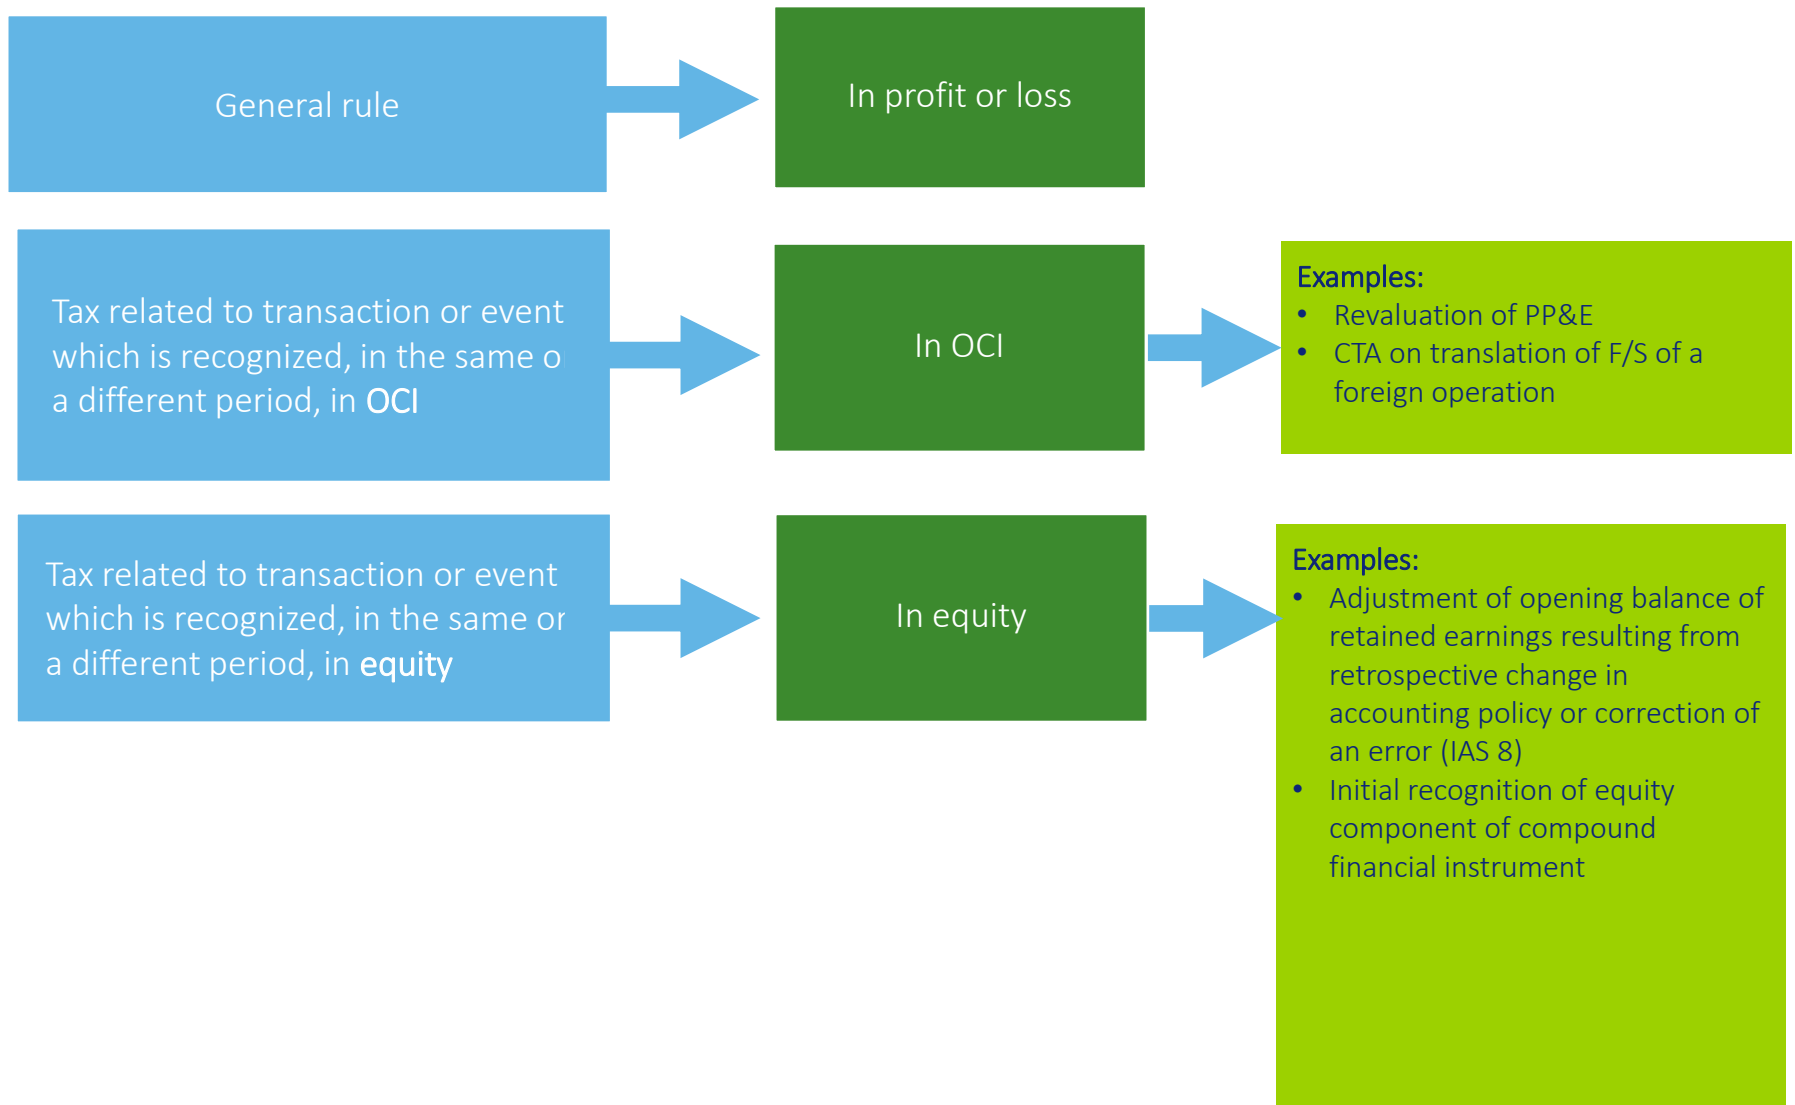 General rule
In profit or loss
Tax related to transaction or event
which is recognized, in the same o
a different period, in OCI
In OCI
Examples:
• Revaluation of PP&E
• CTA on translation of F/S of a
foreign operation
Tax related to transaction or event
which is recognized, in the same or
a different period, in equity
In equity
Examples:
• Adjustment of opening balance of
retained earnings resulting from
retrospective change in
accounting policy or correction of
an error (IAS 8)
• Initial recognition of equity
component of compound
financial instrument